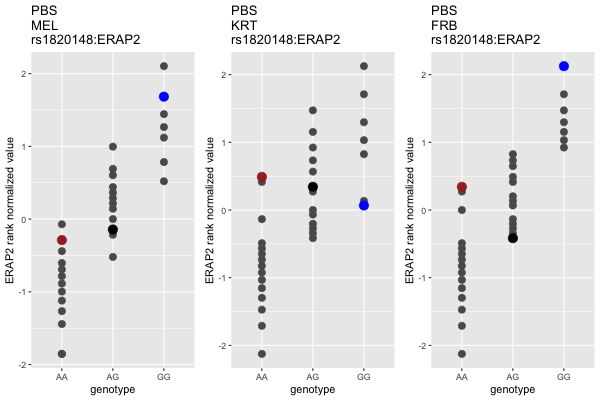 PBS
MEL
rs1820148:ERAP2
ERAP2 rank normalized value
2
1
0
-1
-2
AA
AG
GG
genotype
PBS
KRT
rs1820148:ERAP2
ERAP2 rank normalized value
2
1
0
-1
-2
AA
AG
GG
genotype
PBS
FRB
rs1820148:ERAP2
ERAP2 rank normalized value
2
1
0
-1
-2
AA
AG
GG
genotype